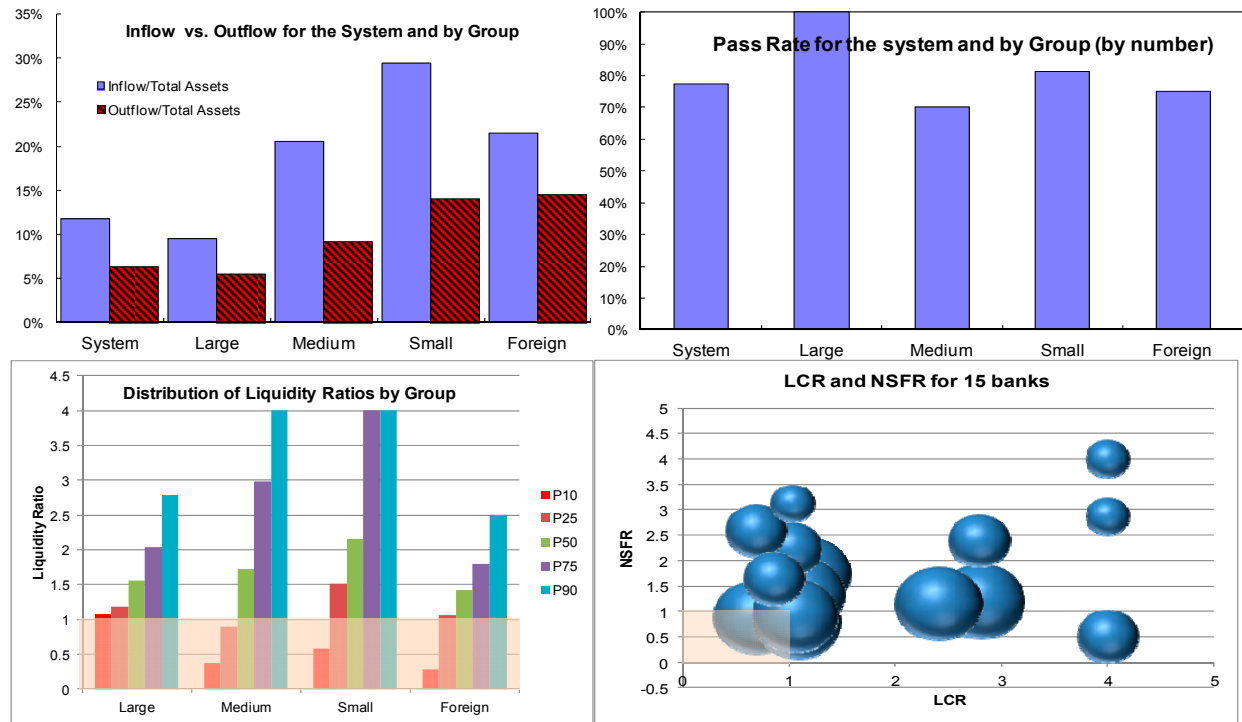 Inflow vs. Outflow for the System and by Group
35%
30%
25%
20%
15%
10%
5%
0%
Inflow/Total Assets
Outflow/Total Assets
System Large Medium Small Foreign
Pass Rate for the system and by Group (by number)
100%
90%
80%
70%
60%
50%
40%
30%
20%
10%
0%
System Large Medium Small Foreign
Distribution of Liquidity Ratios by Group
Liquidity Ratio
4.5
4
3.5
3
2.5
2
1.5
1
0.5
0
P10
P25
P50
P75
P90
Large Medium Small Foreign
LCR and NSFR for 15 banks
NSFR
5
4.5
4
3.5
3
2.5
2
1.5
1
0.5
0
-0.5
0 1 2 3 4 5
LCR